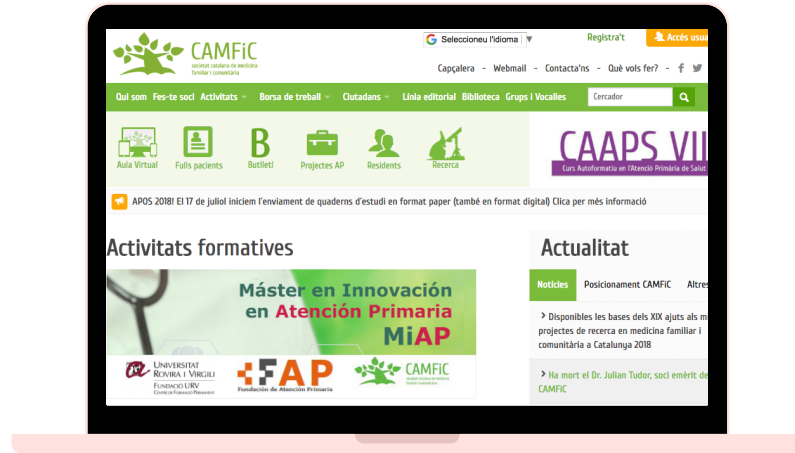 CAMFiC
societat catalana de medicina
familiar i comunitària
Seleccioneu l'idioma ▼
Registra't
Accés usua
Capçalera - Webmail - Contacta'ns - Què vols fer? -
Qui som Fes-te soci Activitats Borsa de treball Ciutadans Línia editorial Biblioteca Grups i Vocalies
Cercador
Aula Virtual
Fulls pacients
B
Butlletí
Projectes AP
Residents
Recerca
CAAPS VII
Curs Autoformatiu en l'Atenció Primària de Salut
APOS 2018! El 17 de juliol iniciem l'enviament de quaderns d'estudi en format paper (també en format digital) Clica per més informació
Activitats formatives
Máster en Innovación
en Atención Primaria
MiAP
UNIVERSITAT
ROVIRA I VIRGILI
FUNDACIÓ URV
CENTRE DE FORMACIÓ PERMANENT
FAP
Fundación de Atención Primaria
CAMFiC
societat catalana de medicina
familiar i comunitària
Actualitat
Notícies
Posicionament CAMFiC
Altres
Disponibles les bases dels XIX ajuts als m
projectes de recerca en medicina familiar i
comunitària a Catalunya 2018
Ha mort el Dr. Julian Tudor, soci emèrit de
CAMFiC